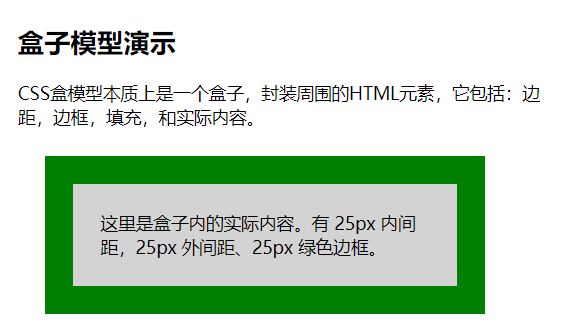 盒子模型演示
CSS盒模型本质上是一个盒子，封装周围的HTML元素，它包括：边
距，边框，填充，和实际内容。
这里是盒子内的实际内容。有 25px 内间
距，25px 外间距、25px 绿色边框。